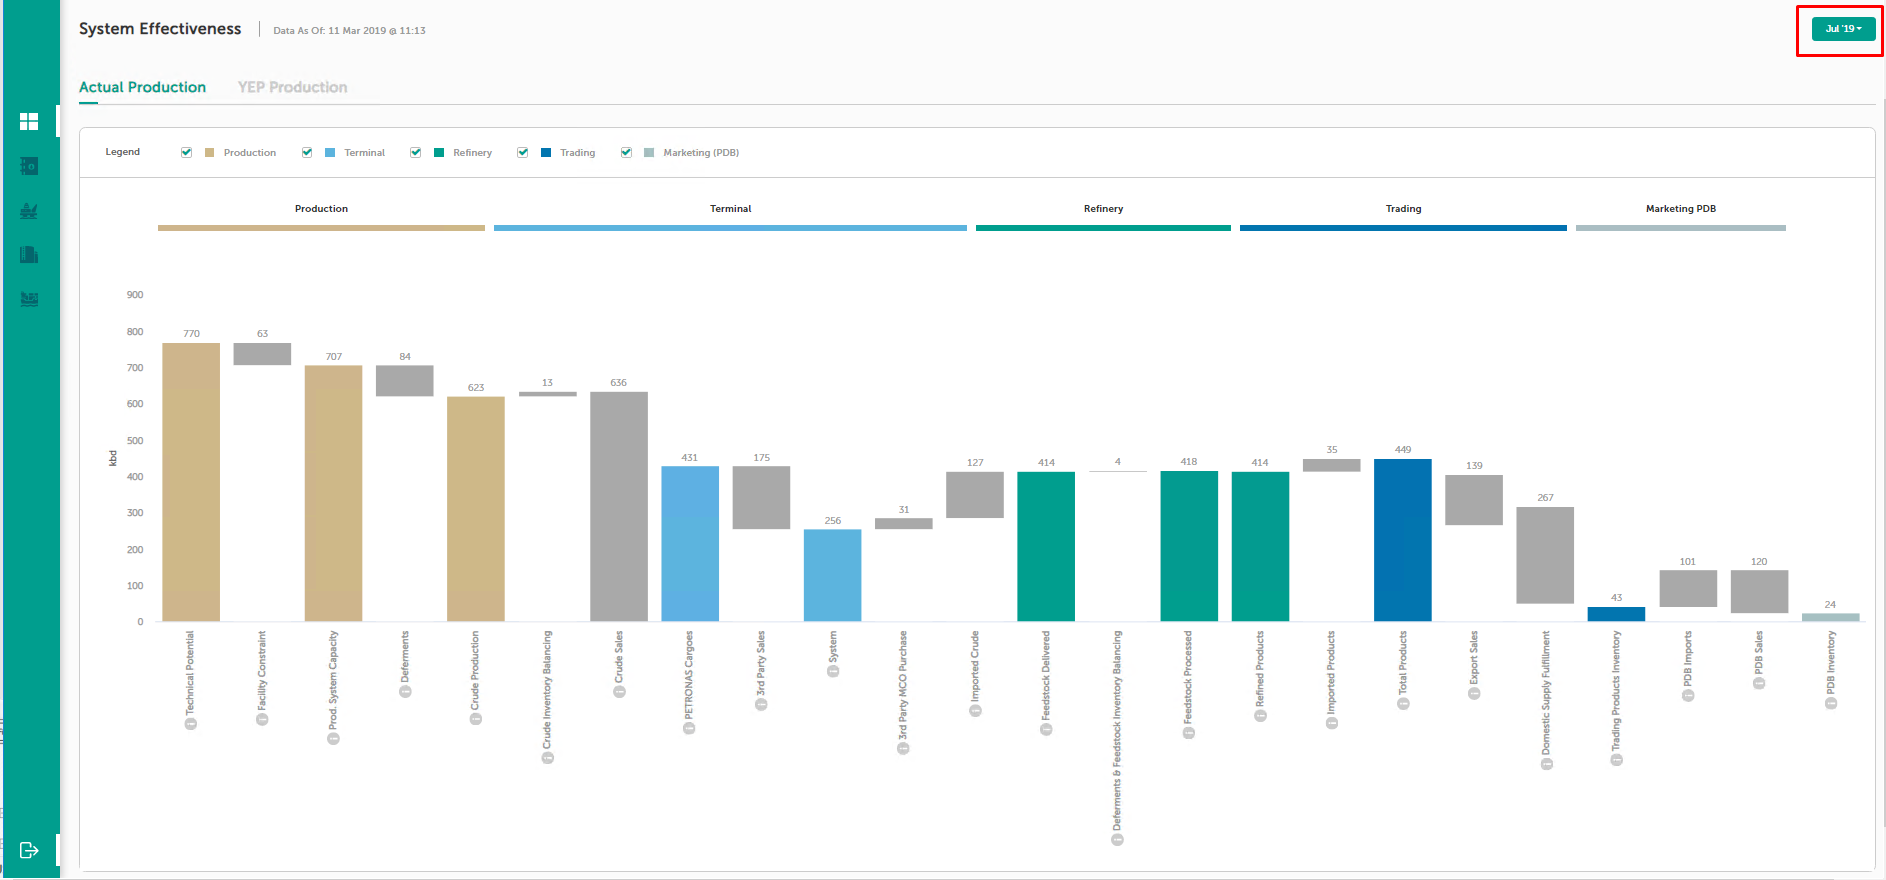 System Effectiveness
Data As Of: 11 Mar 2019 @ 11:13
Jul '19
Actual Production
YEP Production
Legend
Production
Terminal
Refinery
Trading
Marketing (PDB)
Production
Terminal
Refinery
Trading
Marketing PDB
kbd
900
800
700
600
500
400
300
200
100
0
770
63
707
84
623
13
636
431
175
256
31
127
414
4
418
414
35
449
139
267
43
101
120
24
Technical Potential
Facility Constraint
Prod. System Capacity
Deferments
Crude Production
Crude Inventory Balancing
Crude Sales
PETRONAS Cargoes
3rd Party Sales
System
3rd Party MCO Purchase
Imported Crude
Feedstock Delivered
Deferments & Feedstock Inventory Balancing
Feedstock Processed
Refined Products
Imported Products
Total Products
Export Sales
Domestic Supply Fulfillment
Trading Products Inventory
PDB Imports
PDB Sales
PDB Inventory